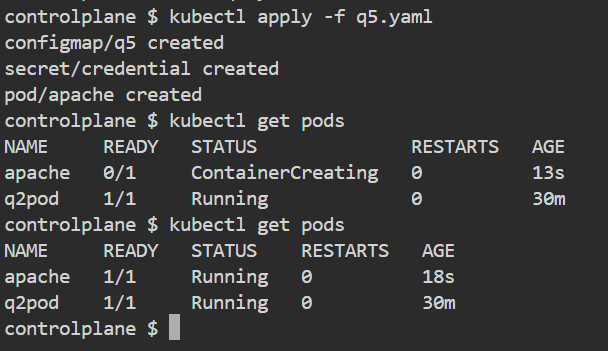 controlplane $ kubectl apply -f q5.yaml
configmap/q5 created
secret/credential created
pod/apache created
controlplane $ kubectl get pods
NAME     READY   STATUS              RESTARTS   AGE
apache   0/1     ContainerCreating   0          13s
q2pod    1/1     Running             0          30m
controlplane $ kubectl get pods
NAME     READY   STATUS    RESTARTS   AGE
apache   1/1     Running   0          18s
q2pod    1/1     Running   0          30m
controlplane $